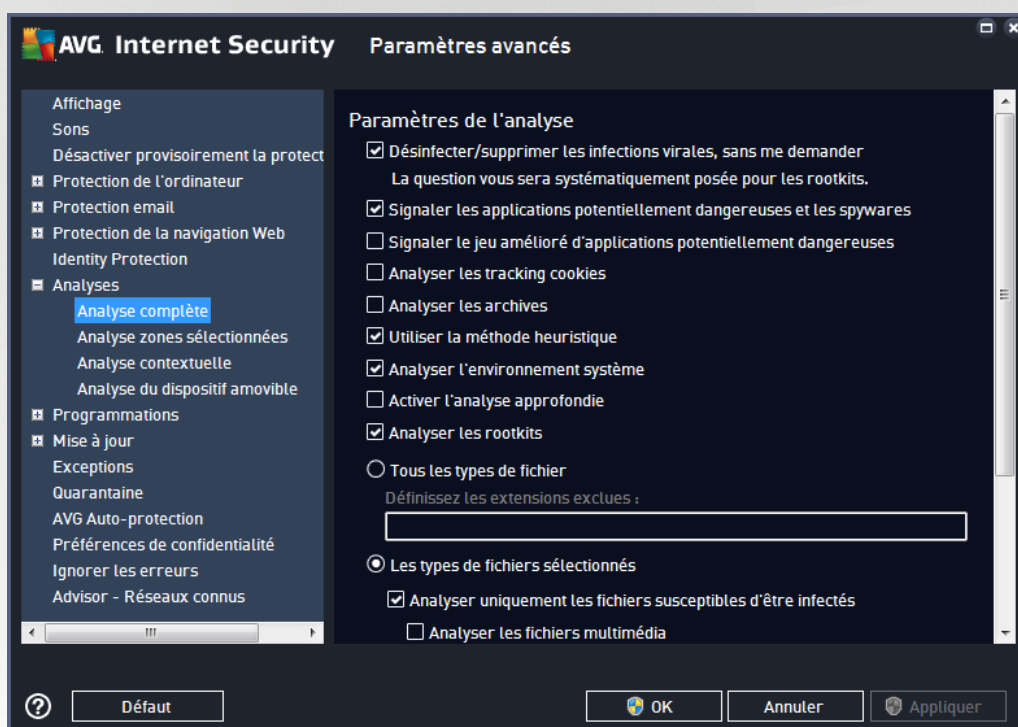 AVG. Internet Security
Paramètres avancés
Affichage
Sons
Désactiver provisoirement la protect
Protection de l'ordinateur
Protection email
Protection de la navigation Web
Identity Protection
Analyses
Analyse complète
Analyse zones sélectionnées
Analyse contextuelle
Analyse du dispositif amovible
Programmations
Mise à jour
Exceptions
Quarantaine
AVG Auto-protection
Préférences de confidentialité
Ignorer les erreurs
Advisor - Réseaux connus
Paramètres de l'analyse
Désinfecter/supprimer les infections virales, sans me demander
La question vous sera systématiquement posée pour les rootkits.
Signaler les applications potentiellement dangereuses et les spywares
Signaler le jeu amélioré d'applications potentiellement dangereuses
Analyser les tracking cookies
Analyser les archives
Utiliser la méthode heuristique
Analyser l'environnement système
Activer l'analyse approfondie
Analyser les rootkits
Tous les types de fichier
Définissez les extensions exclues :
Les types de fichiers sélectionnés
Analyser uniquement les fichiers susceptibles d'être infectés
Analyser les fichiers multimédia
?
Défaut
OK
Annuler
Appliquer